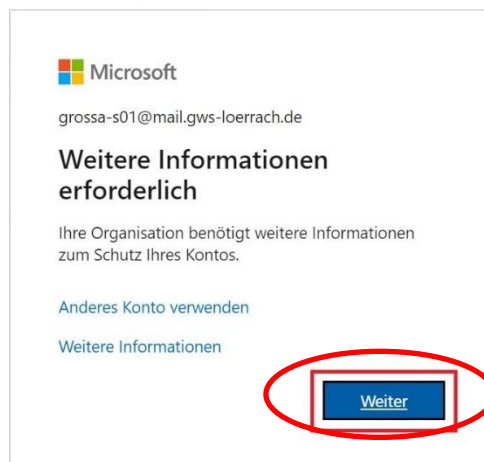 Microsoft
grossa-s01@mail.gws-loerrach.de
Weitere Informationen
erforderlich
Ihre Organisation benötigt weitere Informationen
zum Schutz Ihres Kontos.
Anderes Konto verwenden
Weitere Informationen
Weiter